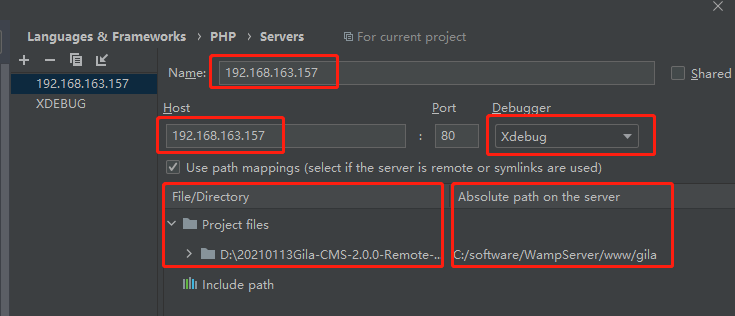 Languages & Frameworks › PHP › Servers For current project
192.168.163.157
XDEBUG
Name: 192.168.163.157 Shared
Host Port Debugger
192.168.163.157 : 80 Xdebug
Use path mappings (select if the server is remote or symlinks are used)
File/Directory Absolute path on the server
Project files
D:\20210113Gila-CMS-2.0.0-Remote-... C:/software/WampServer/www/gila
Include path